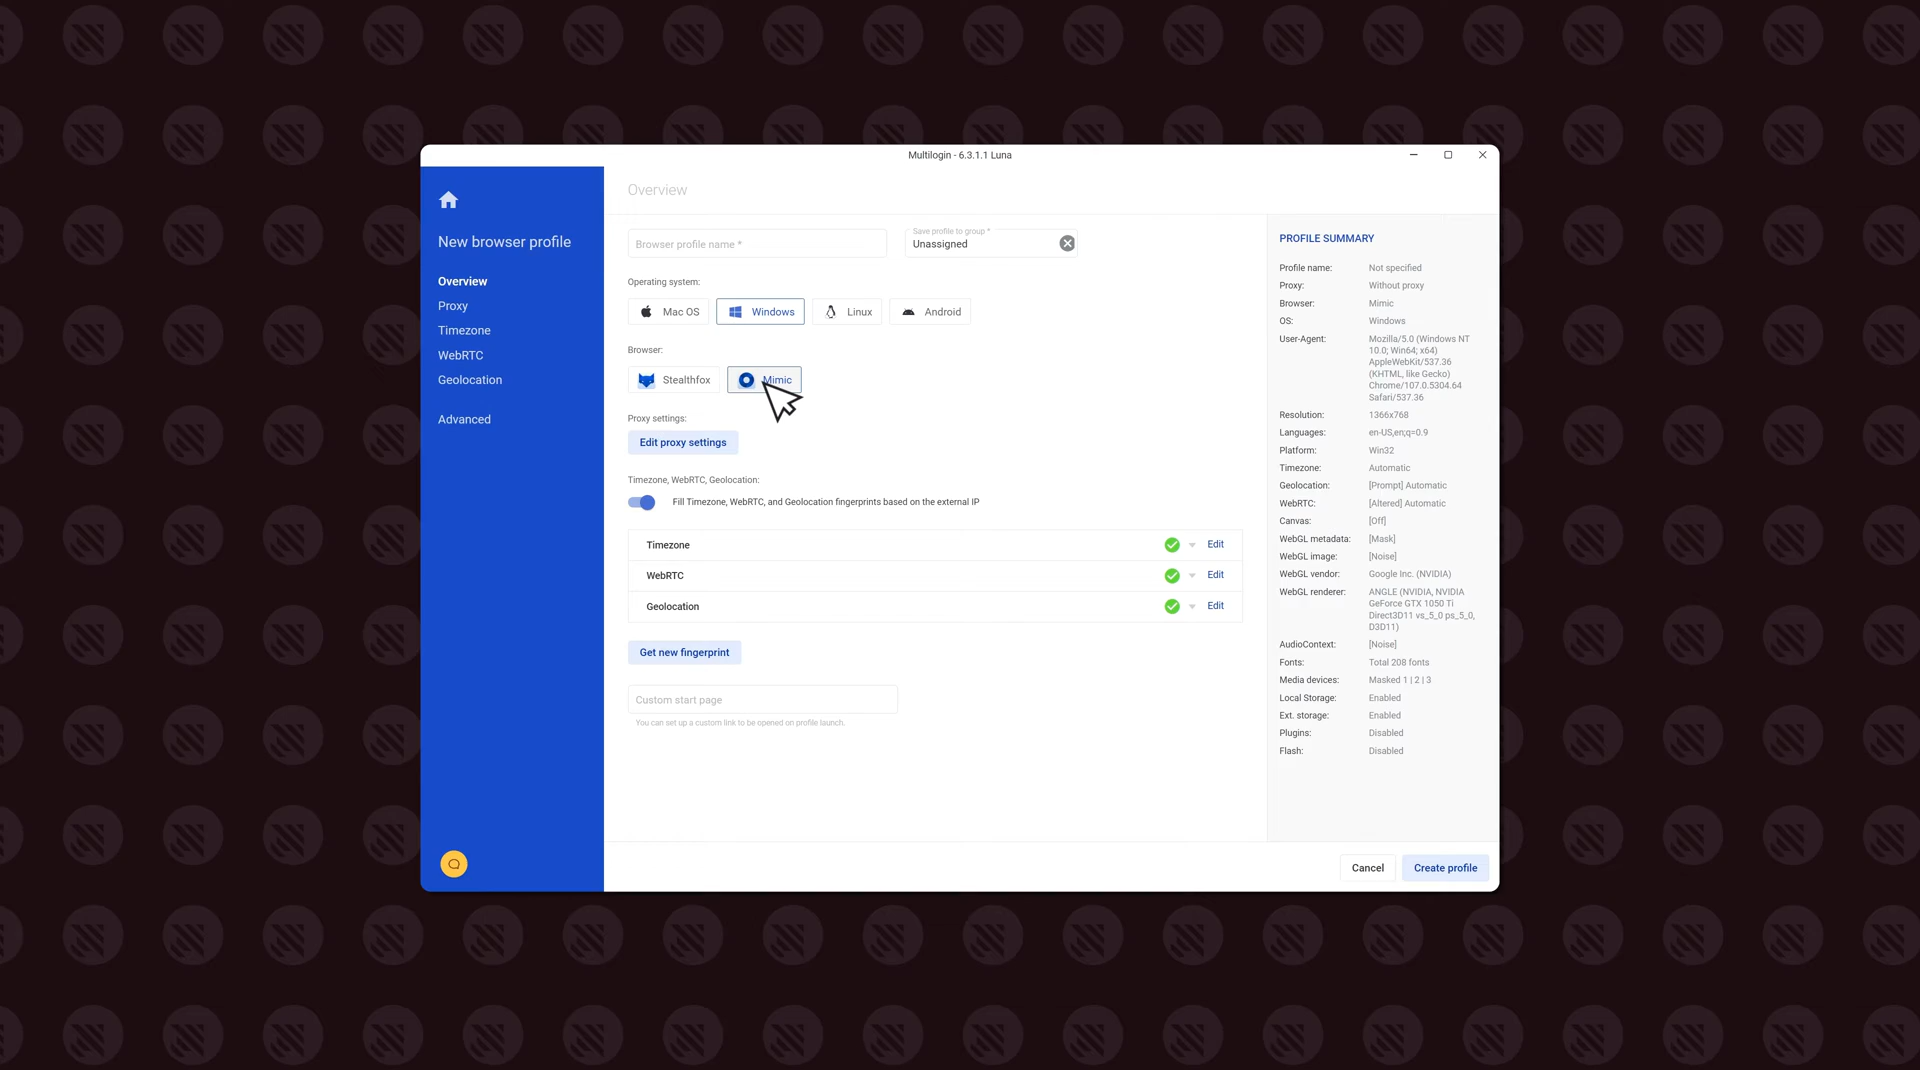 Multilogin - 6.3.1.1 Luna
New browser profile
Overview
Proxy
Timezone
WebRTC
Geolocation
Advanced
Overview
Browser profile name *
Save profile to group *
Unassigned
Operating system:
Mac OS
Windows
Linux
Android
Browser:
Stealthfox
Mimic
Proxy settings:
Edit proxy settings
Timezone, WebRTC, Geolocation:
Fill Timezone, WebRTC, and Geolocation fingerprints based on the external IP
Timezone
Edit
WebRTC
Edit
Geolocation
Edit
Get new fingerprint
Custom start page
You can set up a custom link to be opened on profile launch.
PROFILE SUMMARY
Profile name: Not specified
Proxy: Without proxy
Browser: Mimic
OS: Windows
User-Agent: Mozilla/5.0 (Windows NT
10.0; Win64; x64)
AppleWebKit/537.36
(KHTML, like Gecko)
Chrome/107.0.5304.64
Safari/537.36
Resolution: 1366x768
Languages: en-US,en;q=0.9
Platform: Win32
Timezone: Automatic
Geolocation: [Prompt] Automatic
WebRTC: [Altered] Automatic
Canvas: [Off]
WebGL metadata: [Mask]
WebGL image: [Noise]
WebGL vendor: Google Inc. (NVIDIA)
WebGL renderer: ANGLE (NVIDIA, NVIDIA
GeForce GTX 1050 Ti
Direct3D11 vs_5_0 ps_5_0,
D3D11)
AudioContext: [Noise]
Fonts: Total 208 fonts
Media devices: Masked 1 | 2 | 3
Local Storage: Enabled
Ext. storage: Enabled
Plugins: Disabled
Flash: Disabled
Cancel
Create profile